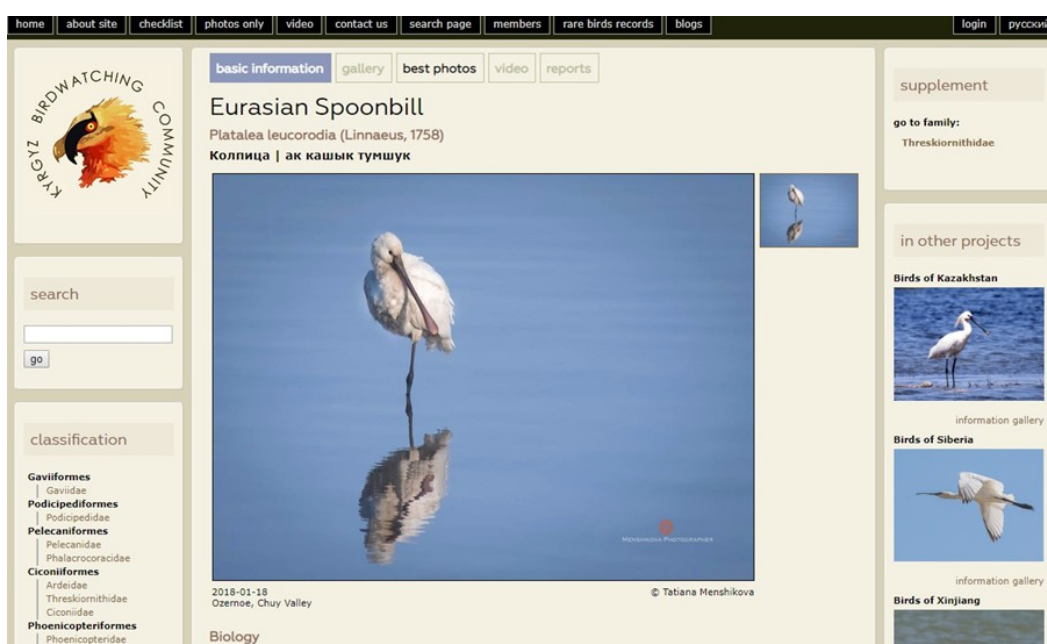 home about site checklist photos only video contact us search page members rare birds records blogs login русский
KYRGYZ BIRDWATCHING COMMUNITY
search
go
classification
Gaviiformes
Gaviidae
Podicipediformes
Podicipedidae
Pelecaniformes
Pelecanidae
Phalacrocoracidae
Ciconiiformes
Ardeidae
Threskiornithidae
Ciconiidae
Phoenicopteriformes
Phoenicopteridae
basic information gallery best photos video reports
Eurasian Spoonbill
Platalea leucorodia (Linnaeus, 1758)
Колпица | ак кашык тумшук
MENSHIKOVA PHOTOGRAPHER
2018-01-18 © Tatiana Menshikova
Ozernoe, Chuy Valley
Biology
supplement
go to family:
Threskiornithidae
in other projects
Birds of Kazakhstan
information gallery
Birds of Siberia
information gallery
Birds of Xinjiang